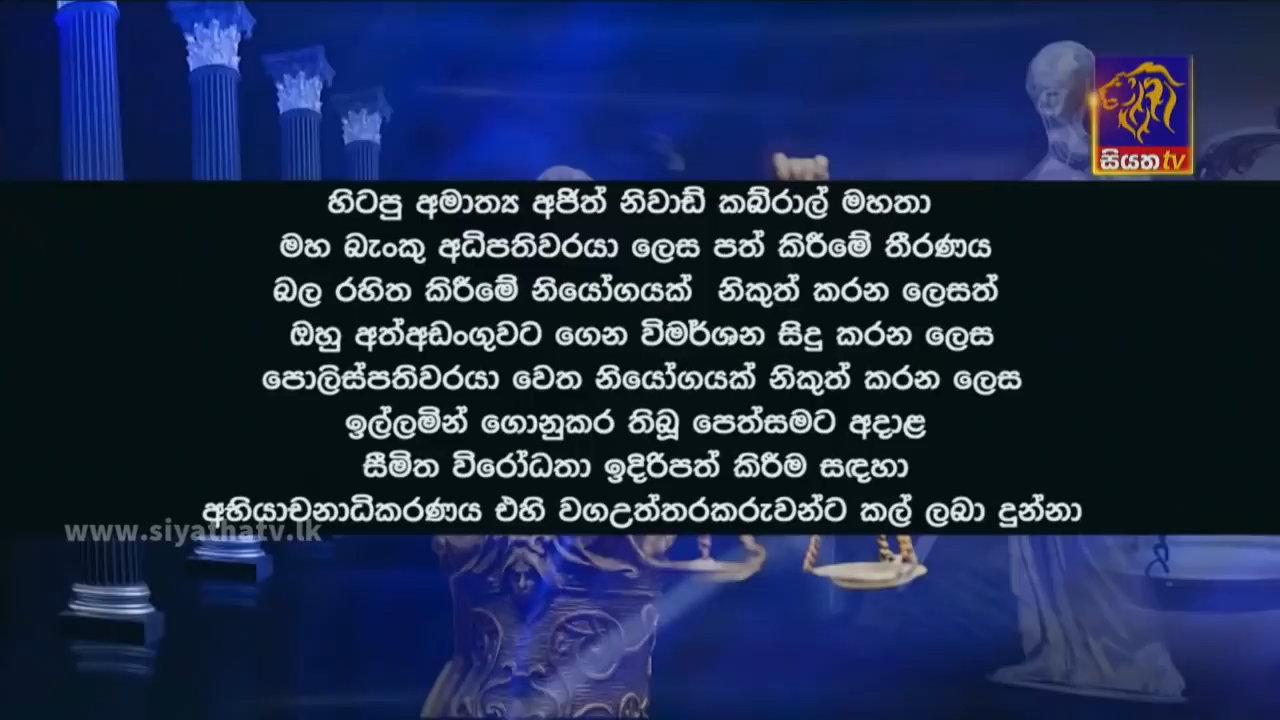 සියත tv
හිටපු අමාත්‍ය අජිත් නිවාඩ් කබ්රාල් මහතා
මහ බැංකු අධිපතිවරයා ලෙස පත් කිරීමේ තීරණය
බල රහිත කිරීමේ නියෝගයක්  නිකුත් කරන ලෙසත්
ඔහු අත්අඩංගුවට ගෙන විමර්ශන සිදු කරන ලෙස
පොලිස්පතිවරයා වෙත නියෝගයක් නිකුත් කරන ලෙස
ඉල්ලමින් ගොනුකර තිබූ පෙත්සමට අදාළ
සීමිත විරෝධතා ඉදිරිපත් කිරීම සඳහා
අභියාචනාධිකරණය එහි වගඋත්තරකරුවන්ට කල් ලබා දුන්නා
www.siyathatv.lk